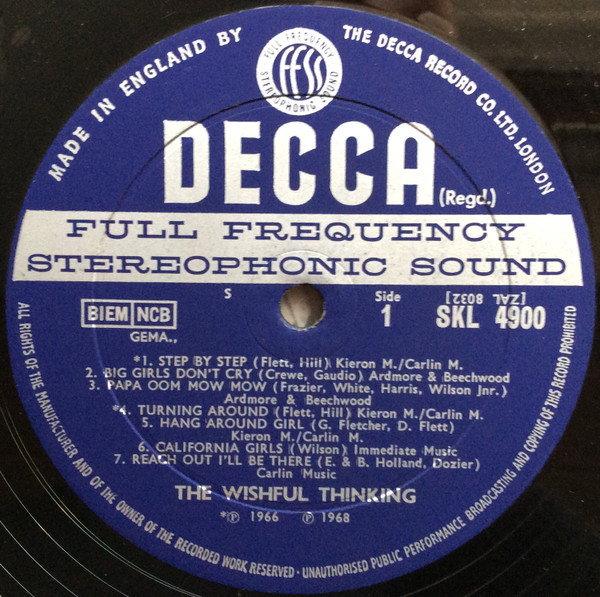 MADE IN ENGLAND BY
THE DECCA RECORD CO. LTD. LONDON
FULL FREQUENCY
FFSS
STEREOPHONIC SOUND
DECCA (Regd.)
FULL FREQUENCY
STEREOPHONIC SOUND
BIEM NCB
GEMA.,
S
Side
1
[ZAL 8032]
SKL 4900
*1. STEP BY STEP (Flett, Hill) Kieron M./Carlin M.
2. BIG GIRLS DON'T CRY (Crewe, Gaudio) Ardmore & Beechwood
3. PAPA OOM MOW MOW (Frazier, White, Harris, Wilson Jnr.)
Ardmore & Beechwood
*4. TURNING AROUND (Flett, Hill) Kieron M./Carlin M.
5. HANG AROUND GIRL (G. Fletcher, D. Flett)
Kieron M./Carlin M.
6. CALIFORNIA GIRLS (Wilson) Immediate Music
7. REACH OUT I'LL BE THERE (E. & B. Holland, Dozier)
Carlin Music
THE WISHFUL THINKING
*℗ 1966 ℗ 1968
ALL RIGHTS OF THE MANUFACTURER AND OF THE OWNER OF THE RECORDED WORK RESERVED · UNAUTHORISED PUBLIC PERFORMANCE BROADCASTING AND COPYING OF THIS RECORD PROHIBITED